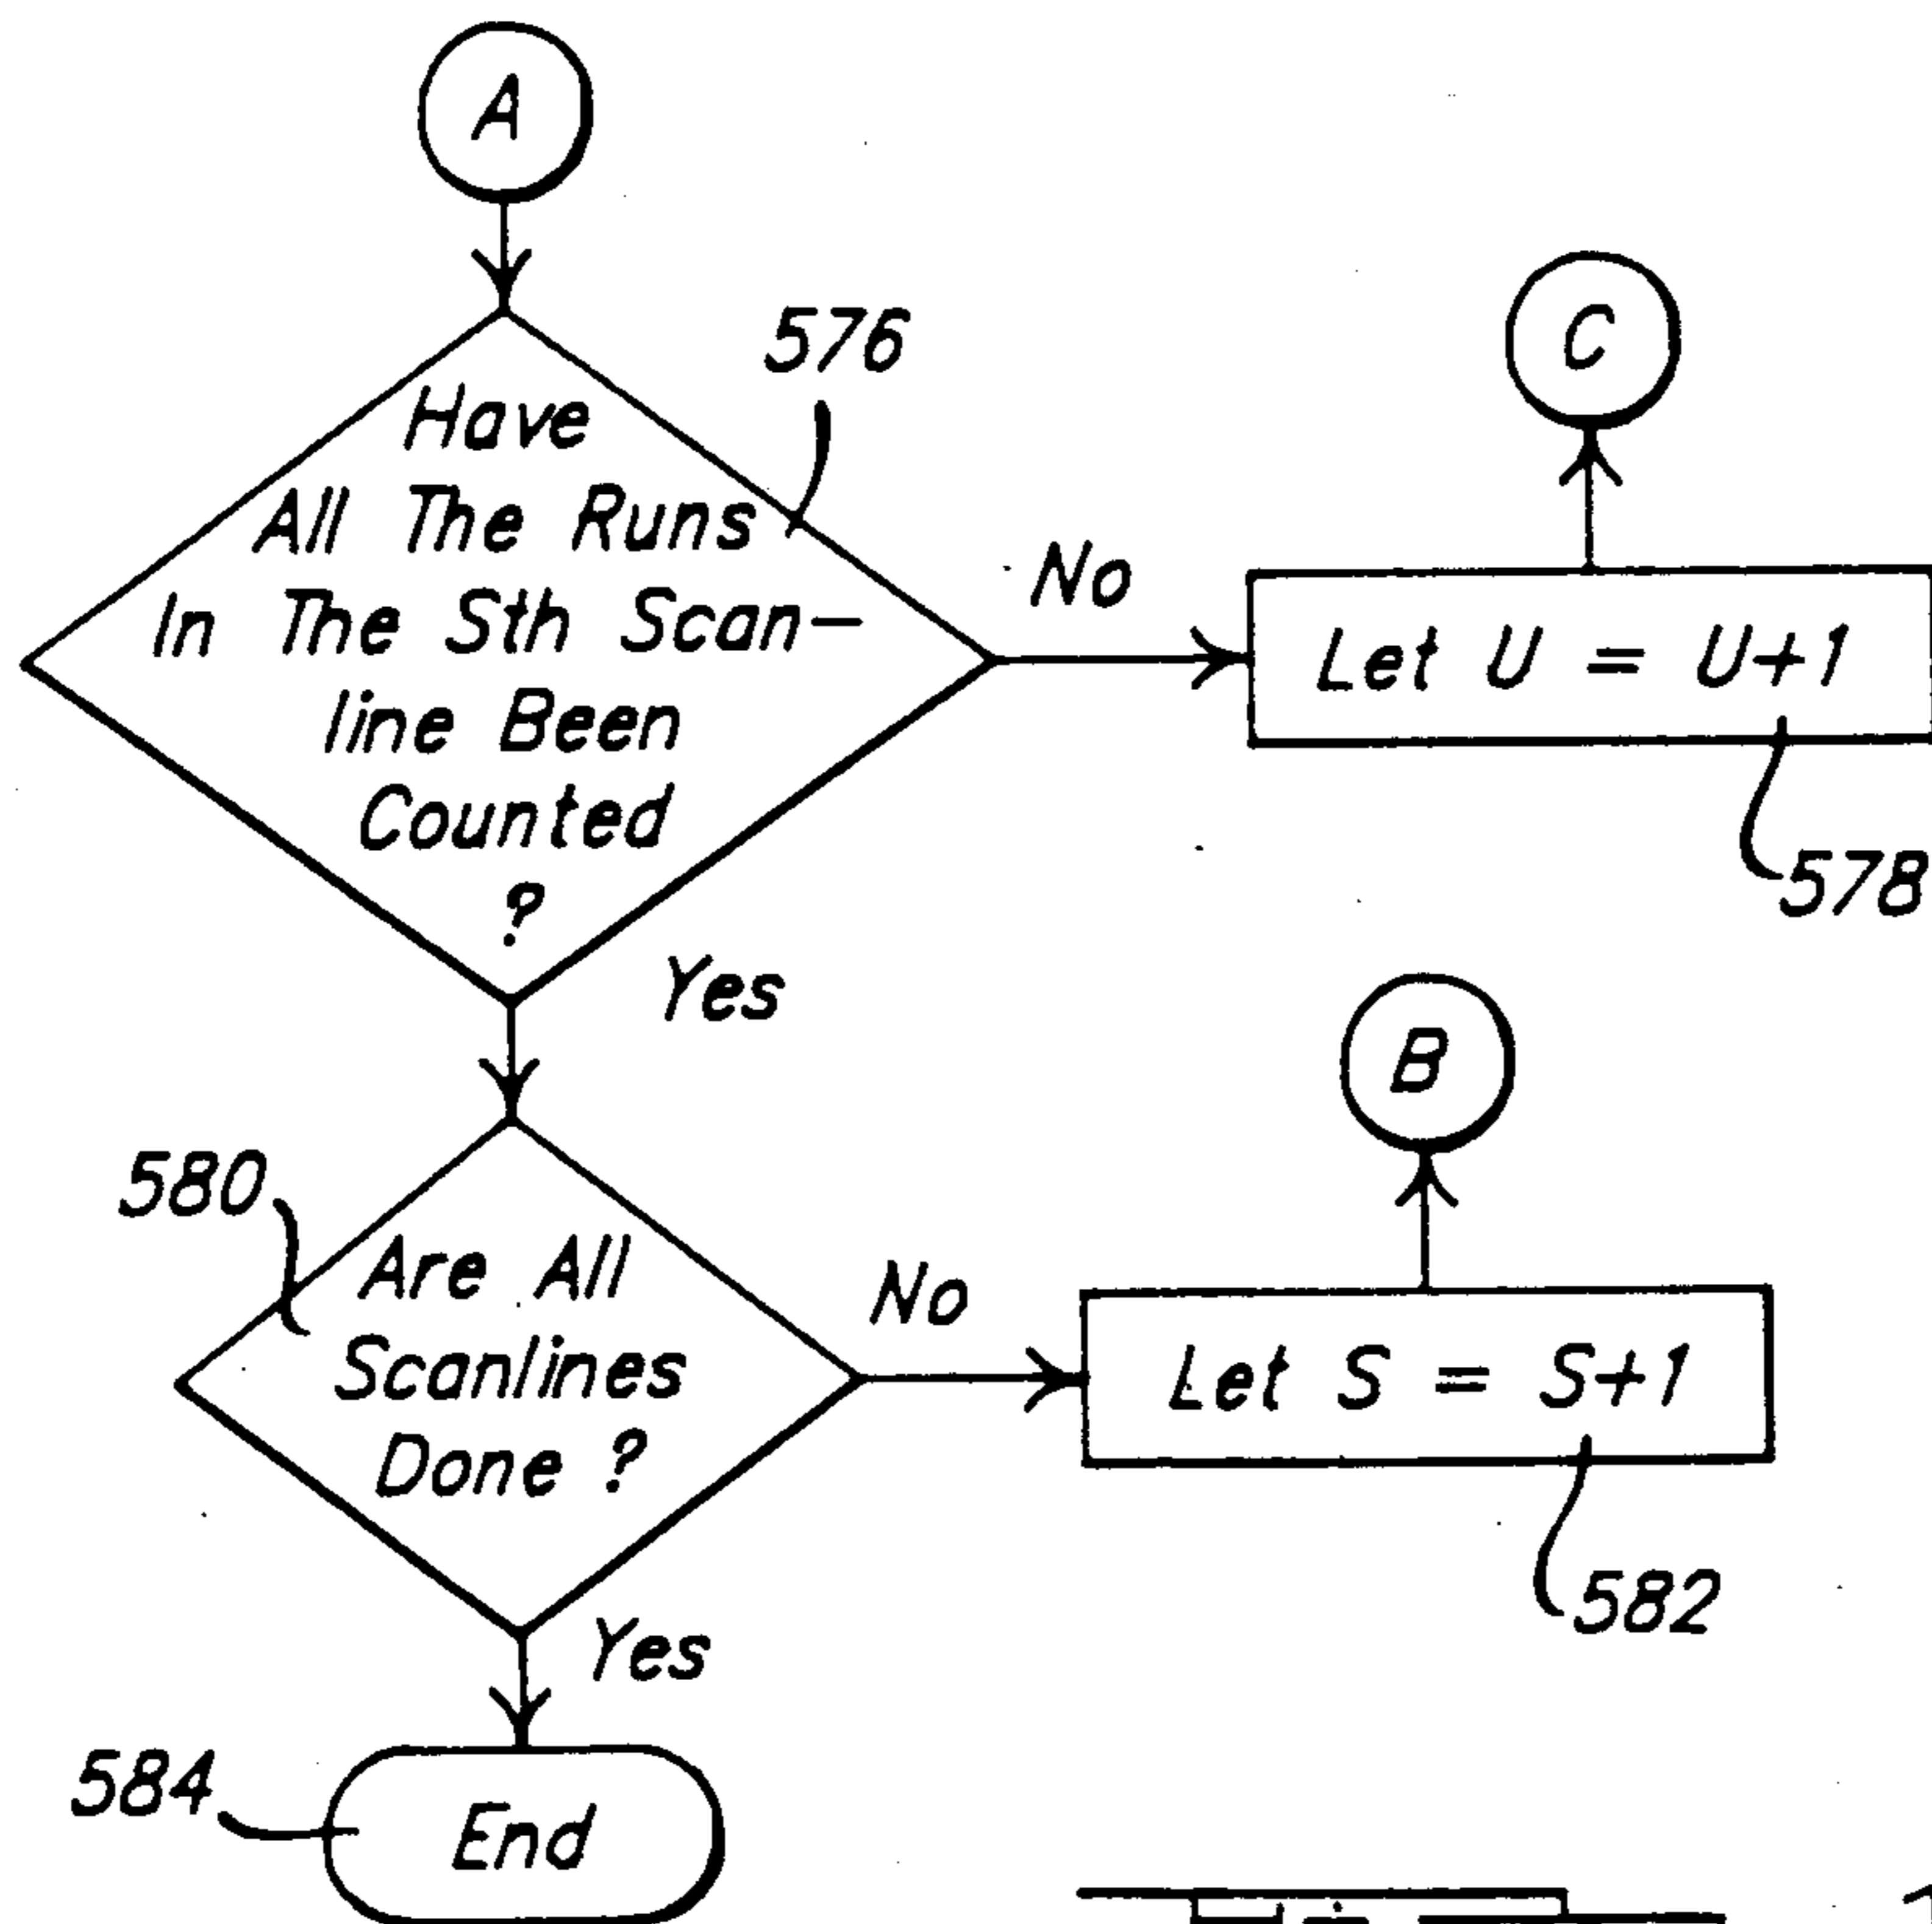 A
576
Have
All The Runs
In The Sth Scan-
line Been
Counted
?
No
C
Let U = U+1
578
Yes
B
580
Are All
Scanlines
Done ?
No
Let S = S+1
582
Yes
584
End